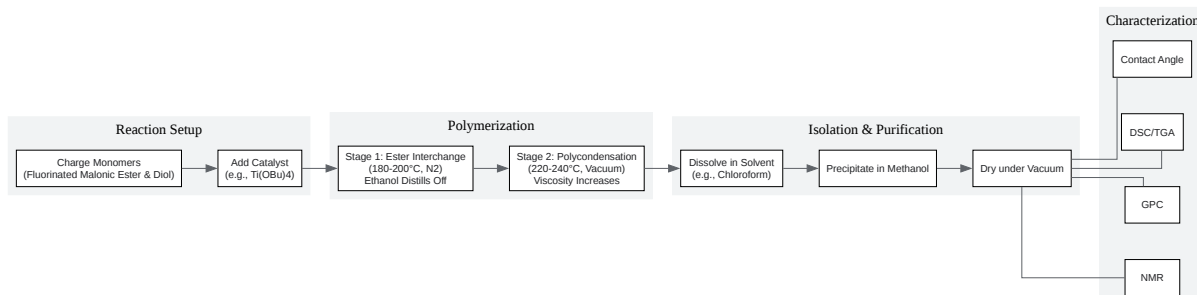 Reaction Setup
Charge Monomers
(Fluorinated Malonic Ester & Diol)
Add Catalyst
(e.g., Ti(OBu)4)
Polymerization
Stage 1: Ester Interchange
(180-200°C, N2)
Ethanol Distills Off
Stage 2: Polycondensation
(220-240°C, Vacuum)
Viscosity Increases
Isolation & Purification
Dissolve in Solvent
(e.g., Chloroform)
Precipitate in Methanol
Dry under Vacuum
Characterization
Contact Angle
DSC/TGA
GPC
NMR